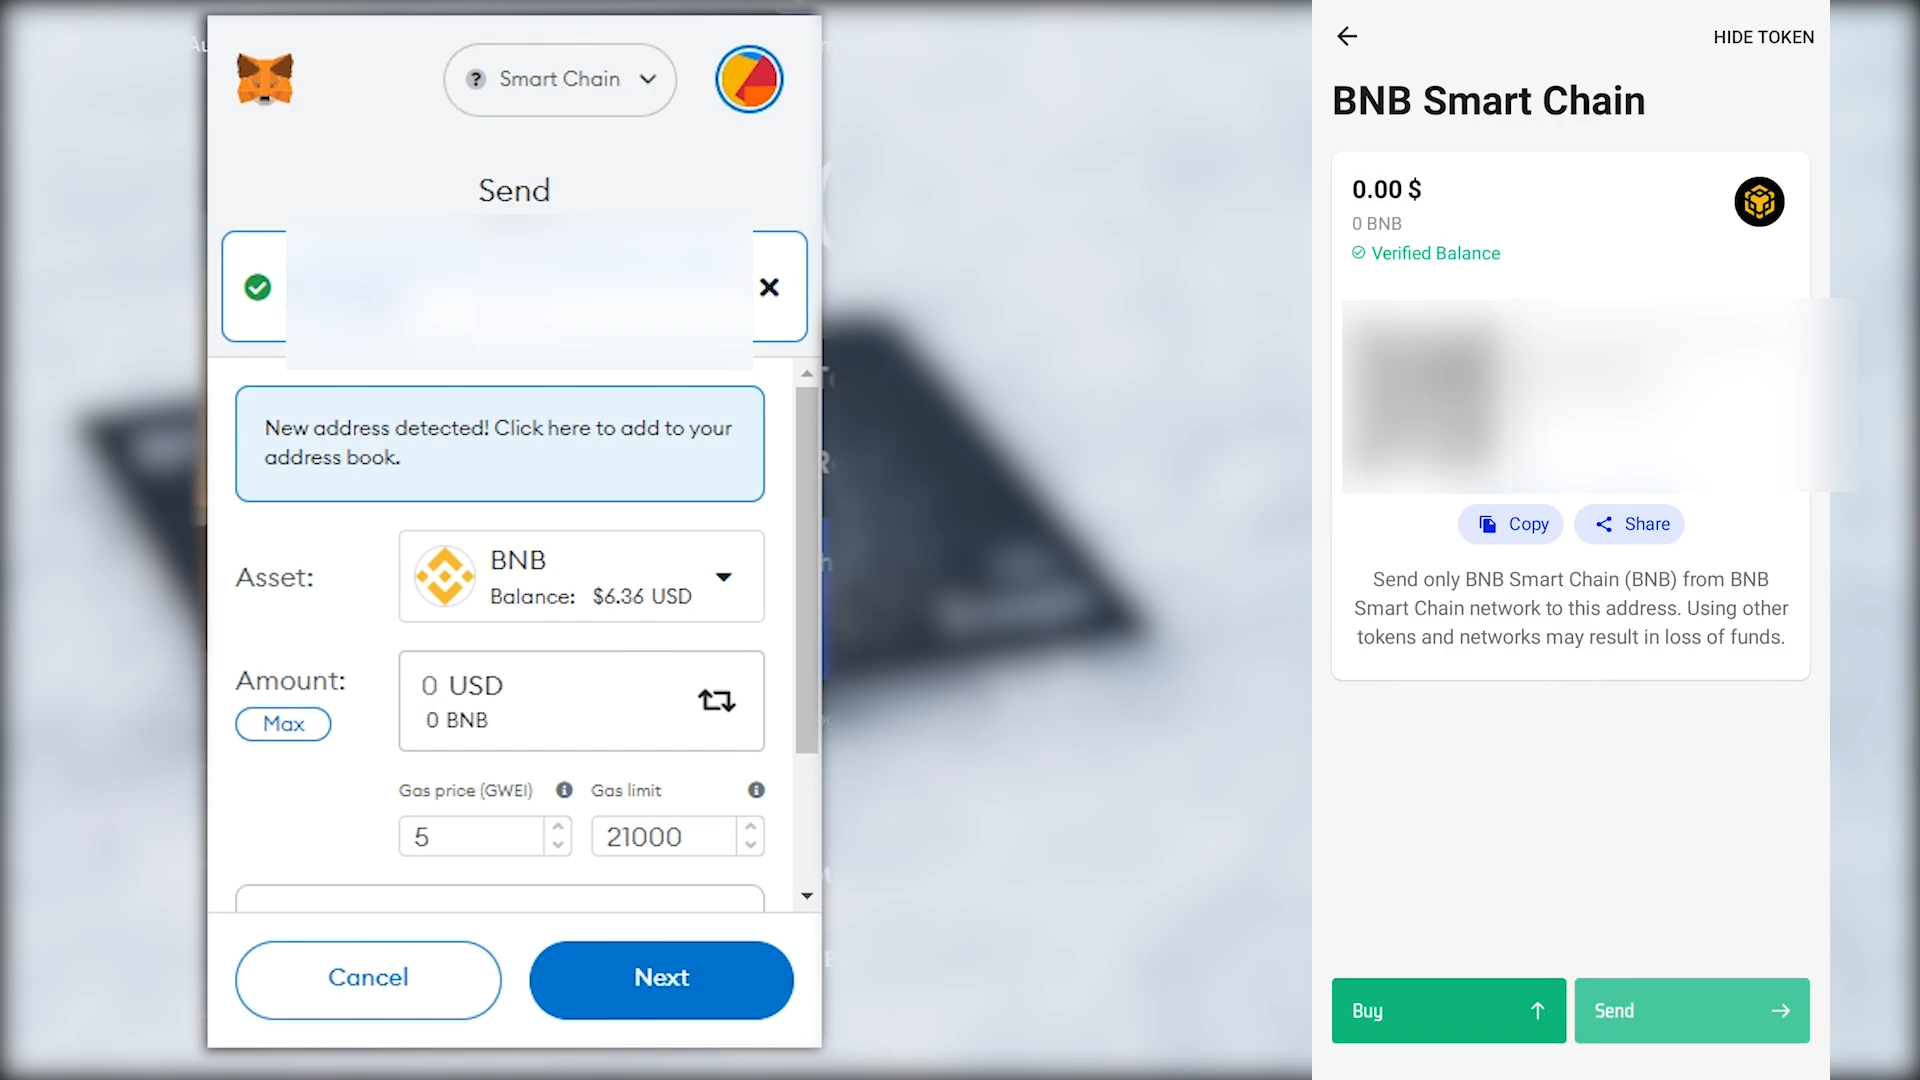 Smart Chain
Send
New address detected! Click here to add to your
address book.
Asset:
BNB
Balance: $6.36 USD
Amount:
Max
0 USD
0 BNB
Gas price (GWEI)
Gas limit
5
21000
Cancel
Next
HIDE TOKEN
BNB Smart Chain
0.00 $
0 BNB
Verified Balance
Copy
Share
Send only BNB Smart Chain (BNB) from BNB
Smart Chain network to this address. Using other
tokens and networks may result in loss of funds.
Buy
Send